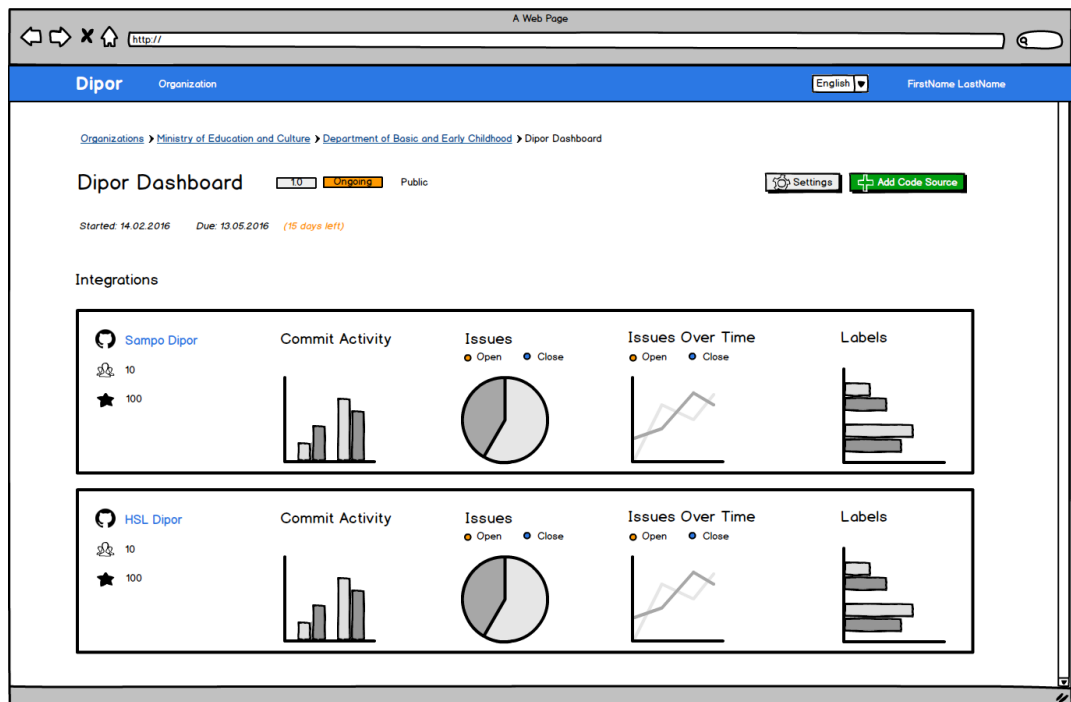 A Web Page
http://
Dipor Organization English FirstName LastName
Organizations > Ministry of Education and Culture > Department of Basic and Early Childhood > Dipor Dashboard
Dipor Dashboard 1.0 Ongoing Public Settings Add Code Source
Started: 14.02.2016 Due: 13.05.2016 (15 days left)
Integrations
Sampo Dipor Commit Activity Issues Issues Over Time Labels
Open Close Open Close
10
100
HSL Dipor Commit Activity Issues Issues Over Time Labels
Open Close Open Close
10
100